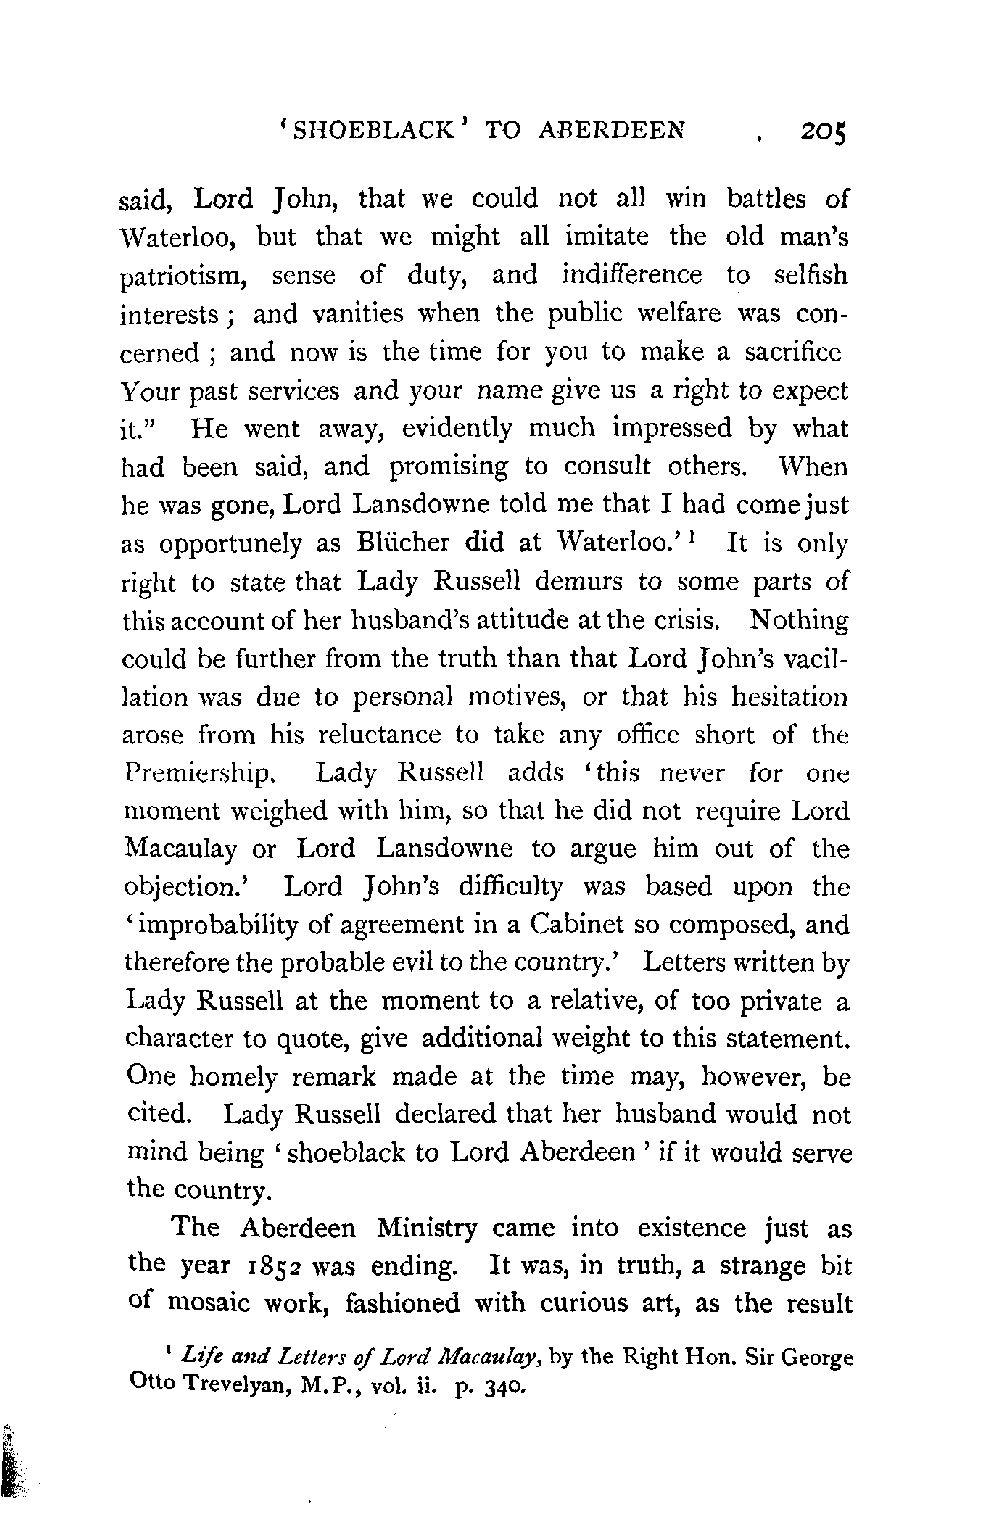 ‘SHOEBLACK’ TO ABERDEEN . 205
said, Lord John, that we could not all win battles of
Waterloo, but that we might all imitate the old man’s
patriotism, sense of duty, and indifference to selfish
interests ; and vanities when the public welfare was con-
cerned ; and now is the time for you to make a sacrifice
Your past services and your name give us a right to expect
it.” He went away, evidently much impressed by what
had been said, and promising to consult others. When
he was gone, Lord Lansdowne told me that I had come just
as opportunely as Blücher did at Waterloo.’ ¹ It is only
right to state that Lady Russell demurs to some parts of
this account of her husband’s attitude at the crisis. Nothing
could be further from the truth than that Lord John’s vacil-
lation was due to personal motives, or that his hesitation
arose from his reluctance to take any office short of the
Premiership. Lady Russell adds ‘this never for one
moment weighed with him, so that he did not require Lord
Macaulay or Lord Lansdowne to argue him out of the
objection.’ Lord John’s difficulty was based upon the
‘improbability of agreement in a Cabinet so composed, and
therefore the probable evil to the country.’ Letters written by
Lady Russell at the moment to a relative, of too private a
character to quote, give additional weight to this statement.
One homely remark made at the time may, however, be
cited. Lady Russell declared that her husband would not
mind being ‘shoeblack to Lord Aberdeen’ if it would serve
the country.
The Aberdeen Ministry came into existence just as
the year 1852 was ending. It was, in truth, a strange bit
of mosaic work, fashioned with curious art, as the result
¹ Life and Letters of Lord Macaulay, by the Right Hon. Sir George
Otto Trevelyan, M.P., vol. ii. p. 340.